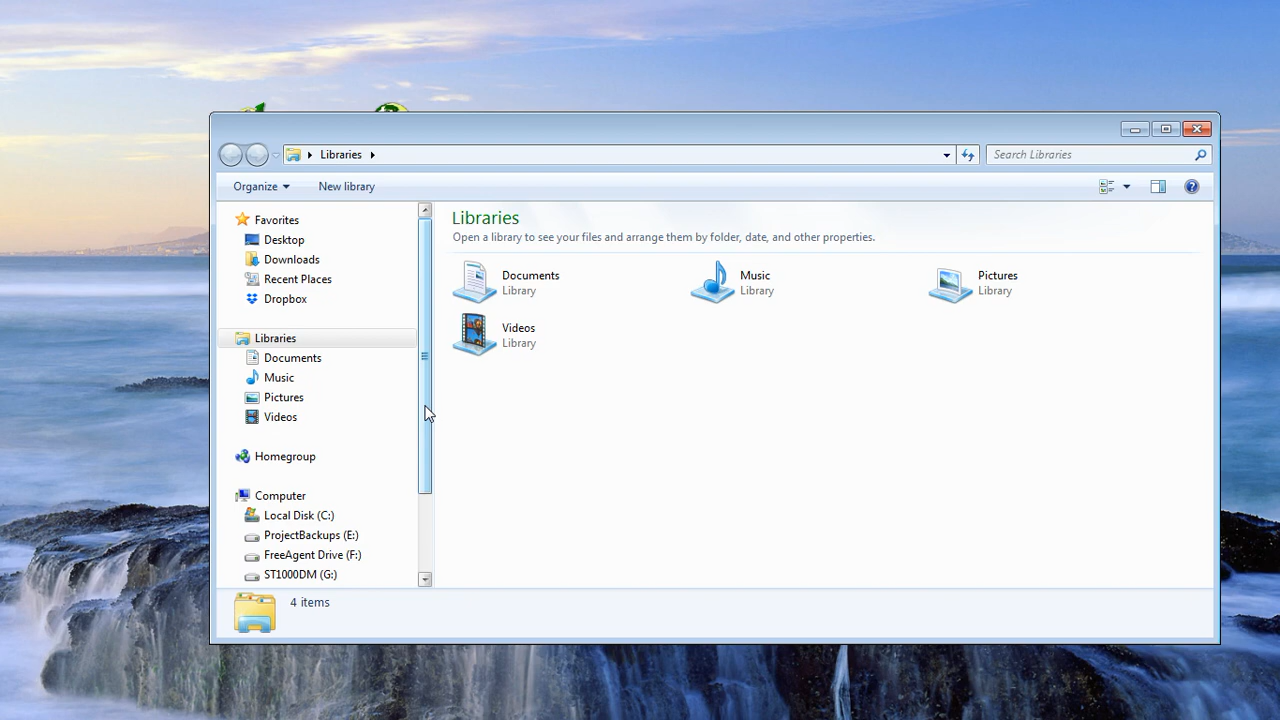 Libraries
Search Libraries
Organize
New library
Favorites
Desktop
Downloads
Recent Places
Dropbox
Libraries
Documents
Music
Pictures
Videos
Homegroup
Computer
Local Disk (C:)
ProjectBackups (E:)
FreeAgent Drive (F:)
ST1000DM (G:)
Libraries
Open a library to see your files and arrange them by folder, date, and other properties.
Documents
Library
Music
Library
Pictures
Library
Videos
Library
4 items